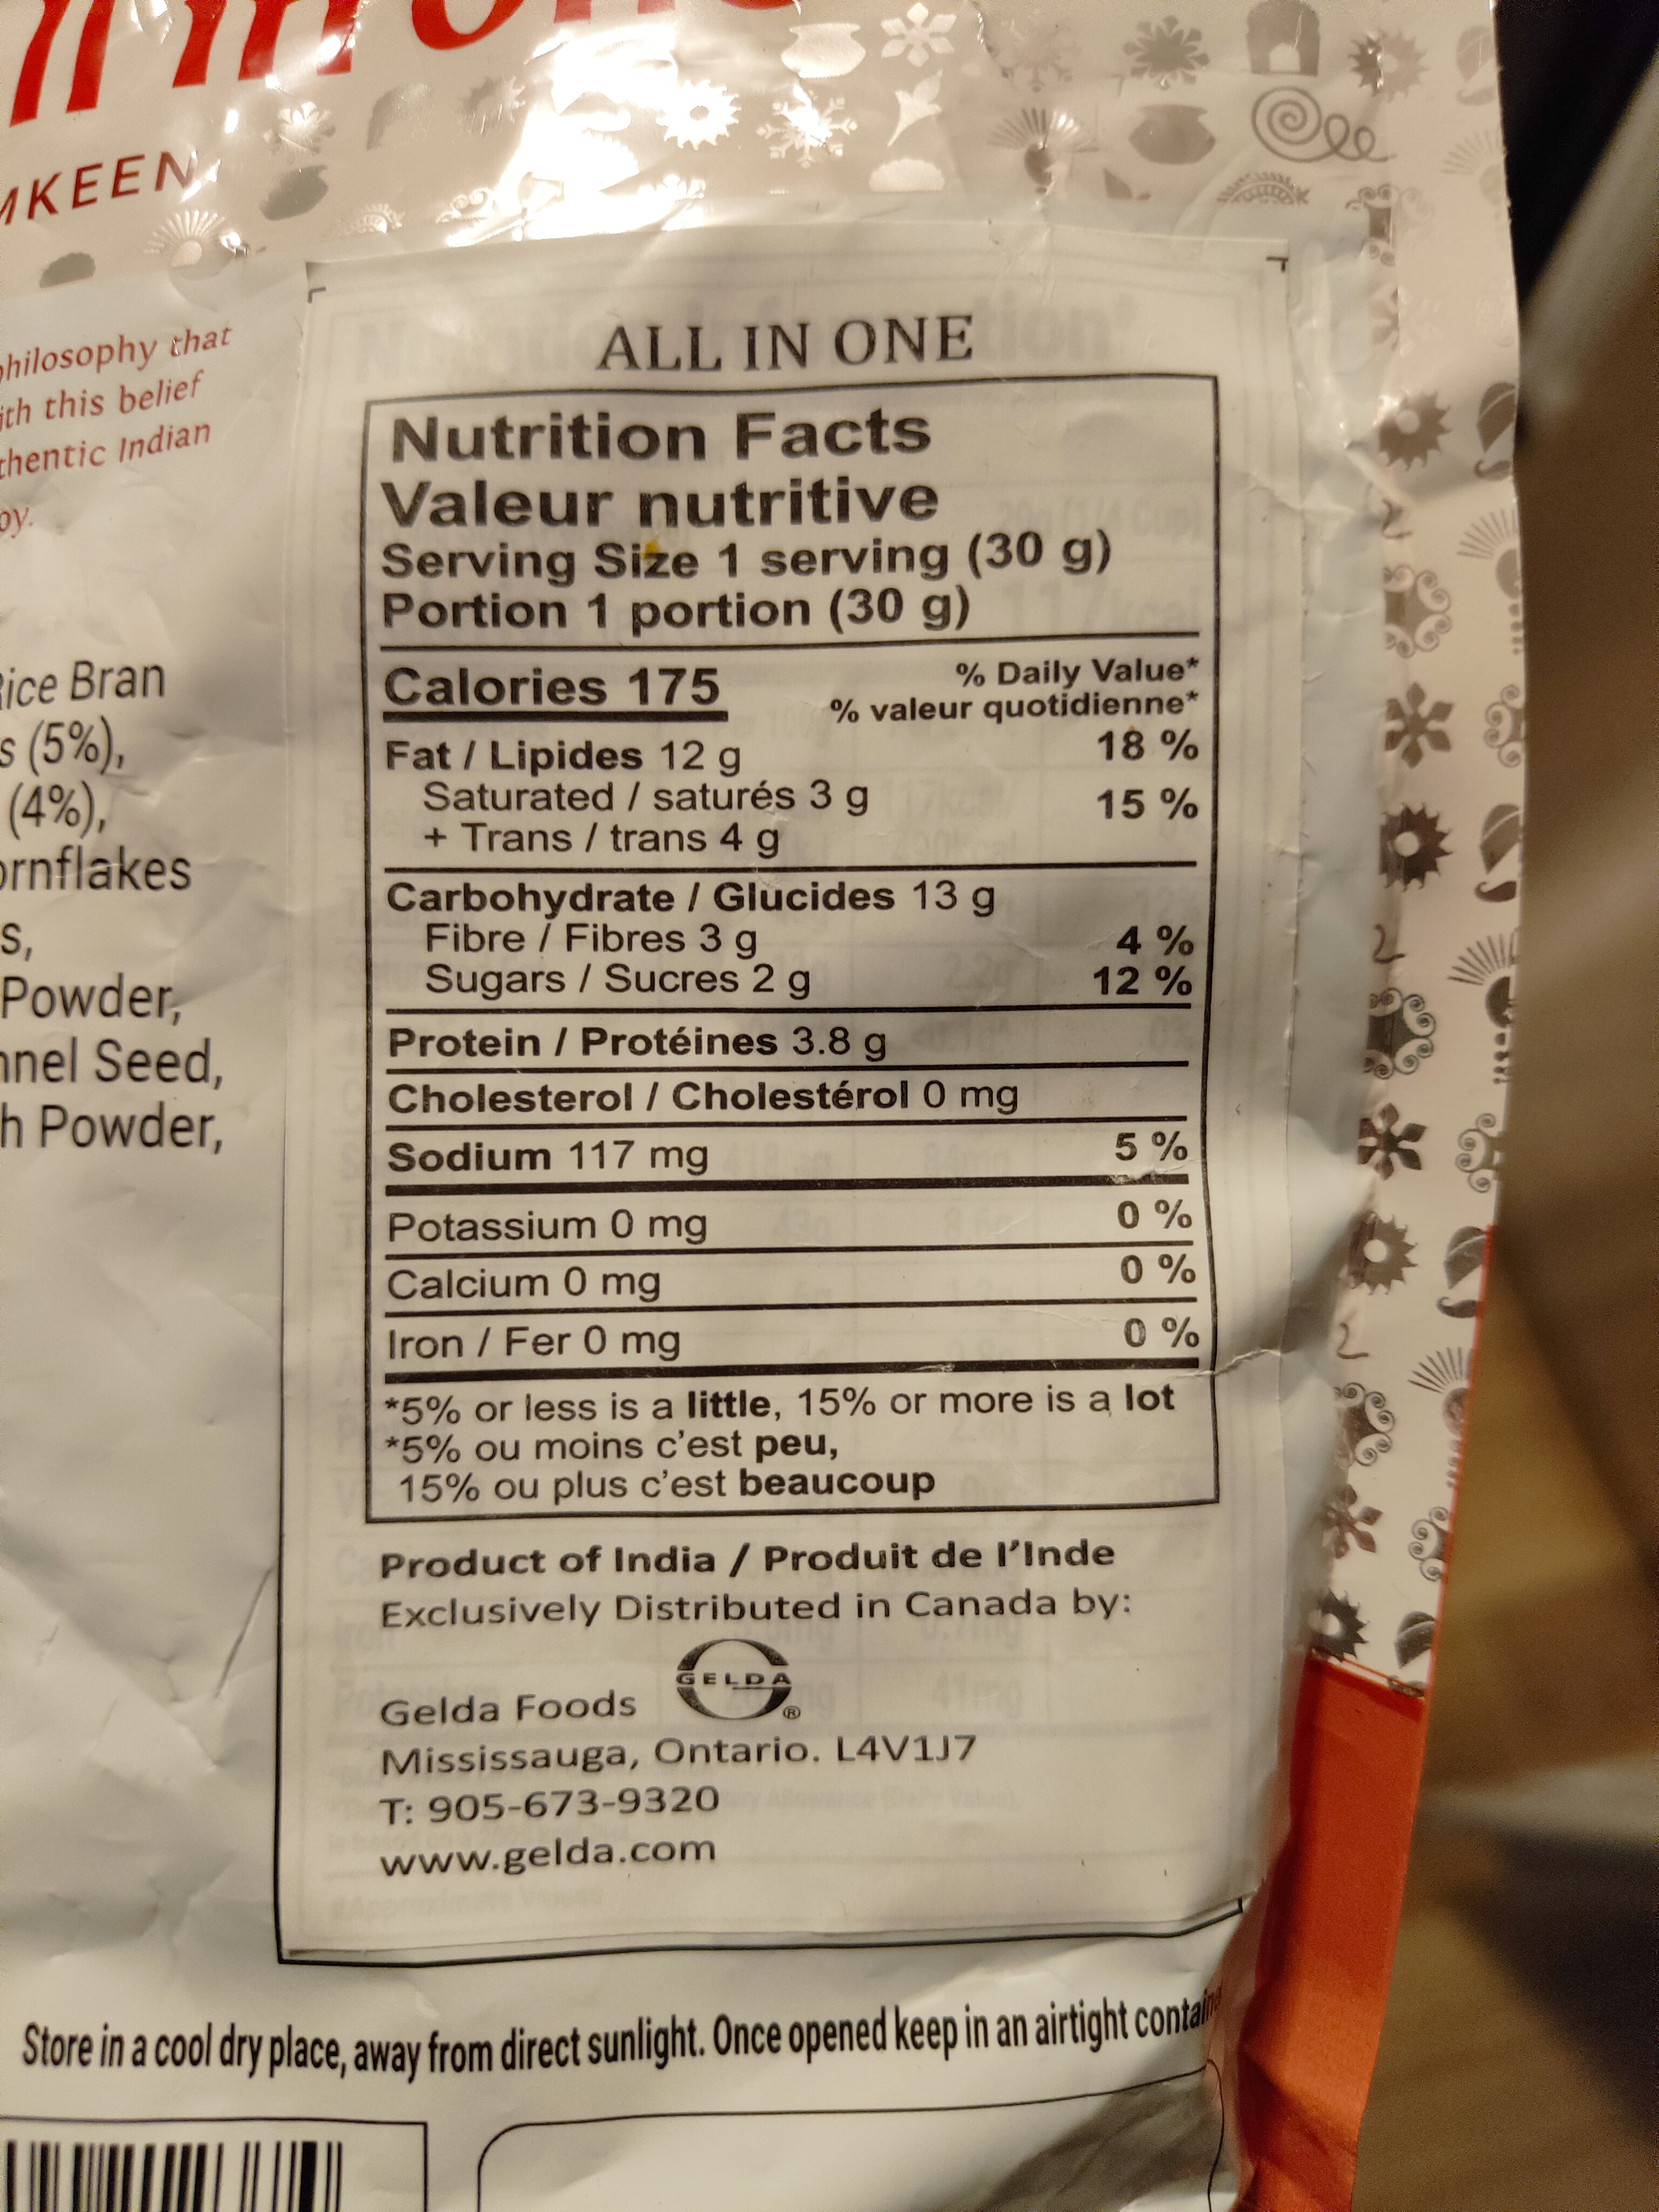 MKEEN
philosophy that
ith this belief
thentic Indian
oy.
Rice Bran
s (5%),
(4%),
ornflakes
s,
Powder,
nnel Seed,
h Powder,
ALL IN ONE
Nutrition Facts
Valeur nutritive
Serving Size 1 serving (30 g)
Portion 1 portion (30 g)
Calories 175
% Daily Value*
% valeur quotidienne*
Fat / Lipides 12 g 18 %
Saturated / saturés 3 g 15 %
+ Trans / trans 4 g
Carbohydrate / Glucides 13 g
Fibre / Fibres 3 g 4 %
Sugars / Sucres 2 g 12 %
Protein / Protéines 3.8 g
Cholesterol / Cholestérol 0 mg
Sodium 117 mg 5 %
Potassium 0 mg 0 %
Calcium 0 mg 0 %
Iron / Fer 0 mg 0 %
*5% or less is a little, 15% or more is a lot
*5% ou moins c'est peu,
15% ou plus c'est beaucoup
Product of India / Produit de l'Inde
Exclusively Distributed in Canada by:
GELDA ®
Gelda Foods
Mississauga, Ontario. L4V1J7
T: 905-673-9320
www.gelda.com
Store in a cool dry place, away from direct sunlight. Once opened keep in an airtight contain